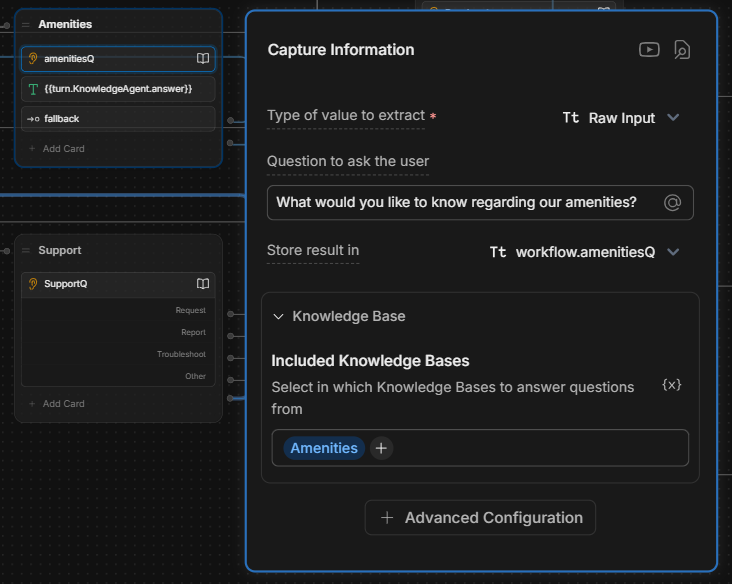 Amenities
amenitiesQ
{{turn.KnowledgeAgent.answer}}
fallback
+ Add Card
Support
SupportQ
Request
Report
Troubleshoot
Other
+ Add Card
Capture Information
Type of value to extract *
Tt Raw Input
Question to ask the user
What would you like to know regarding our amenities?
Store result in
Tt workflow.amenitiesQ
Knowledge Base
Included Knowledge Bases
Select in which Knowledge Bases to answer questions
from
{x}
Amenities +
+ Advanced Configuration